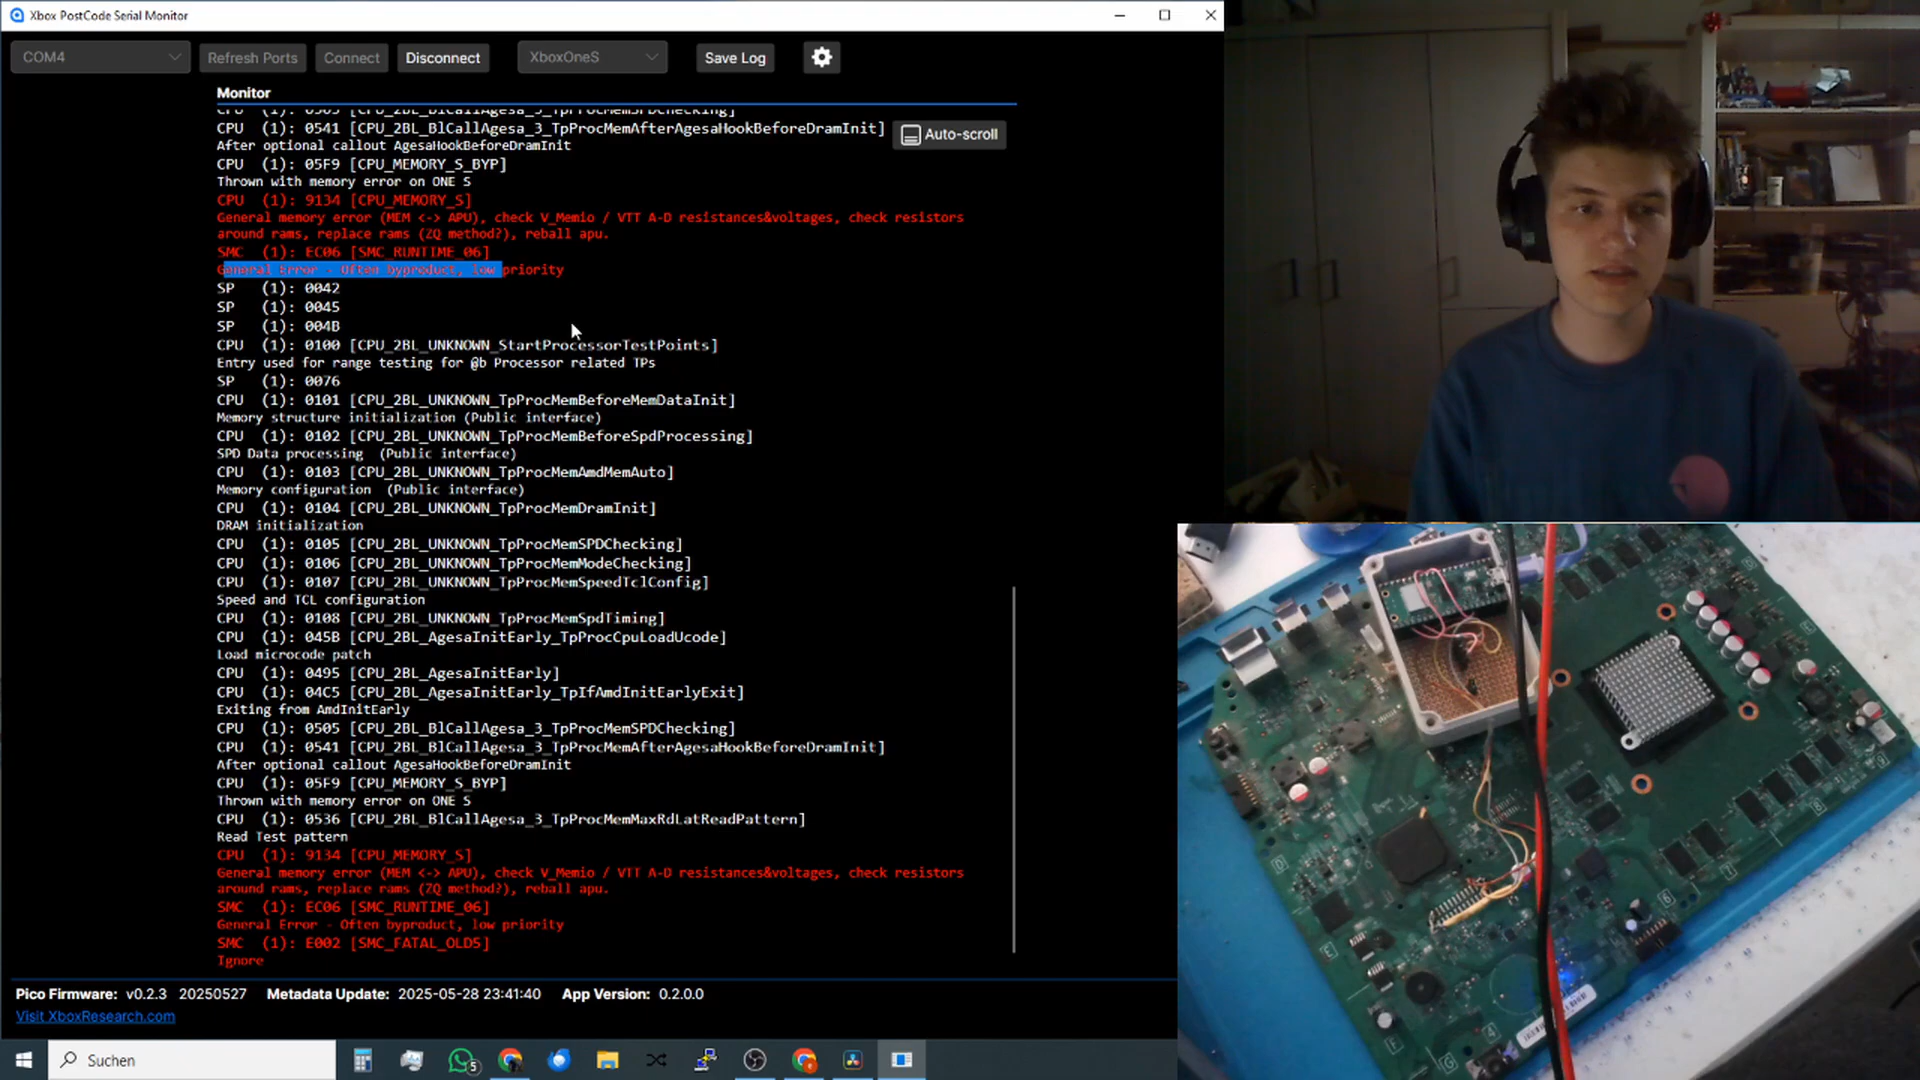 Xbox PostCode Serial Monitor
COM4
Refresh Ports
Connect
Disconnect
XboxOneS
Save Log
Monitor
Auto-scroll
CPU (1): 0505 [CPU_2BL_BlCallAgesa_3_TpProcMemSPDChecking]
CPU (1): 0541 [CPU_2BL_BlCallAgesa_3_TpProcMemAfterAgesaHookBeforeDramInit]
After optional callout AgesaHookBeforeDramInit
CPU (1): 05F9 [CPU_MEMORY_S_BYP]
Thrown with memory error on ONE S
CPU (1): 9134 [CPU_MEMORY_S]
General memory error (MEM <-> APU), check V_Memio / VTT A-D resistances&voltages, check resistors
around rams, replace rams (ZQ method?), reball apu.
SMC (1): EC06 [SMC_RUNTIME_06]
General Error - Often byproduct, low priority
SP (1): 0042
SP (1): 0045
SP (1): 004B
CPU (1): 0100 [CPU_2BL_UNKNOWN_StartProcessorTestPoints]
Entry used for range testing for @b Processor related TPs
SP (1): 0076
CPU (1): 0101 [CPU_2BL_UNKNOWN_TpProcMemBeforeMemDataInit]
Memory structure initialization (Public interface)
CPU (1): 0102 [CPU_2BL_UNKNOWN_TpProcMemBeforeSpdProcessing]
SPD Data processing (Public interface)
CPU (1): 0103 [CPU_2BL_UNKNOWN_TpProcMemAmdMemAuto]
Memory configuration (Public interface)
CPU (1): 0104 [CPU_2BL_UNKNOWN_TpProcMemDramInit]
DRAM initialization
CPU (1): 0105 [CPU_2BL_UNKNOWN_TpProcMemSPDChecking]
CPU (1): 0106 [CPU_2BL_UNKNOWN_TpProcMemModeChecking]
CPU (1): 0107 [CPU_2BL_UNKNOWN_TpProcMemSpeedTclConfig]
Speed and TCL configuration
CPU (1): 0108 [CPU_2BL_UNKNOWN_TpProcMemSpdTiming]
CPU (1): 045B [CPU_2BL_AgesaInitEarly_TpProcCpuLoadUcode]
Load microcode patch
CPU (1): 0495 [CPU_2BL_AgesaInitEarly]
CPU (1): 04C5 [CPU_2BL_AgesaInitEarly_TpIfAmdInitEarlyExit]
Exiting from AmdInitEarly
CPU (1): 0505 [CPU_2BL_BlCallAgesa_3_TpProcMemSPDChecking]
CPU (1): 0541 [CPU_2BL_BlCallAgesa_3_TpProcMemAfterAgesaHookBeforeDramInit]
After optional callout AgesaHookBeforeDramInit
CPU (1): 05F9 [CPU_MEMORY_S_BYP]
Thrown with memory error on ONE S
CPU (1): 0536 [CPU_2BL_BlCallAgesa_3_TpProcMemMaxRdLatReadPattern]
Read Test pattern
CPU (1): 9134 [CPU_MEMORY_S]
General memory error (MEM <-> APU), check V_Memio / VTT A-D resistances&voltages, check resistors
around rams, replace rams (ZQ method?), reball apu.
SMC (1): EC06 [SMC_RUNTIME_06]
General Error - Often byproduct, low priority
SMC (1): E002 [SMC_FATAL_OLD5]
Ignore
Pico Firmware: v0.2.3 20250527 Metadata Update: 2025-05-28 23:41:40 App Version: 0.2.0.0
Visit XboxResearch.com
Suchen
5